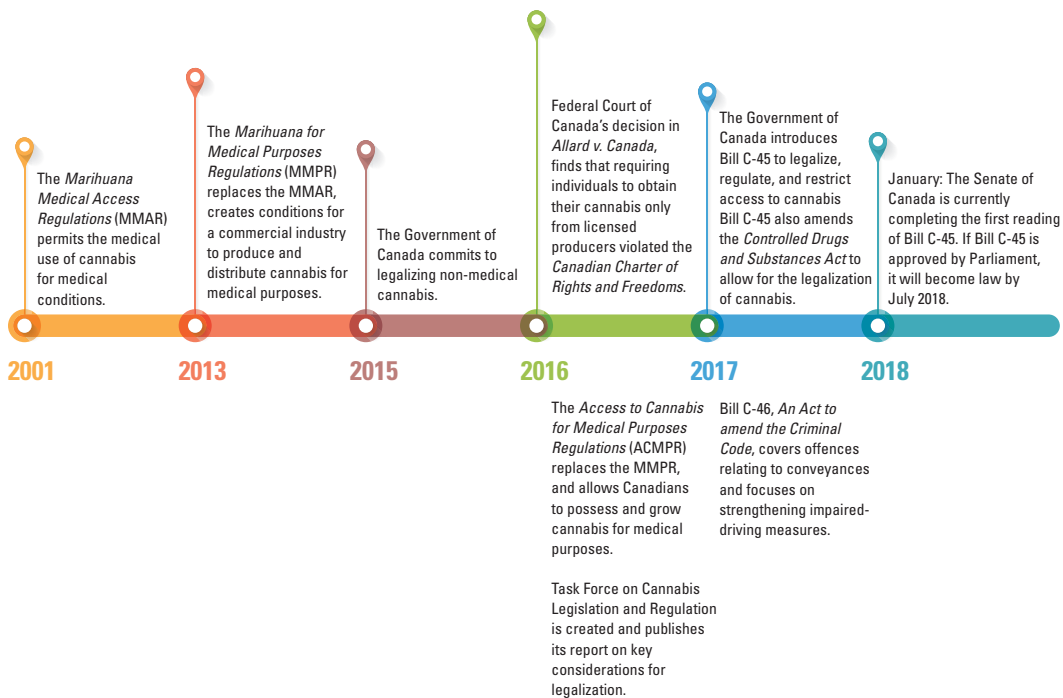 The Marihuana
Medical Access
Regulations (MMAR)
permits the medical
use of cannabis
for medical
conditions.
2001
The Marihuana for
Medical Purposes
Regulations (MMPR)
replaces the MMAR,
creates conditions for
a commercial industry
to produce and
distribute cannabis for
medical purposes.
2013
The Government of
Canada commits to
legalizing non-medical
cannabis.
2015
Federal Court of
Canada’s decision in
Allard v. Canada,
finds that requiring
individuals to obtain
their cannabis only
from licensed
producers violated the
Canadian Charter of
Rights and Freedoms.
2016
The Access to Cannabis
for Medical Purposes
Regulations (ACMPR)
replaces the MMPR,
and allows Canadians
to possess and grow
cannabis for medical
purposes.
Task Force on Cannabis
Legislation and Regulation
is created and publishes
its report on key
considerations for
legalization.
The Government of
Canada introduces
Bill C-45 to legalize,
regulate, and restrict
access to cannabis
Bill C-45 also amends
the Controlled Drugs
and Substances Act to
allow for the legalization
of cannabis.
2017
Bill C-46, An Act to
amend the Criminal
Code, covers offences
relating to conveyances
and focuses on
strengthening impaired-
driving measures.
January: The Senate of
Canada is currently
completing the first reading
of Bill C-45. If Bill C-45 is
approved by Parliament,
it will become law by
July 2018.
2018